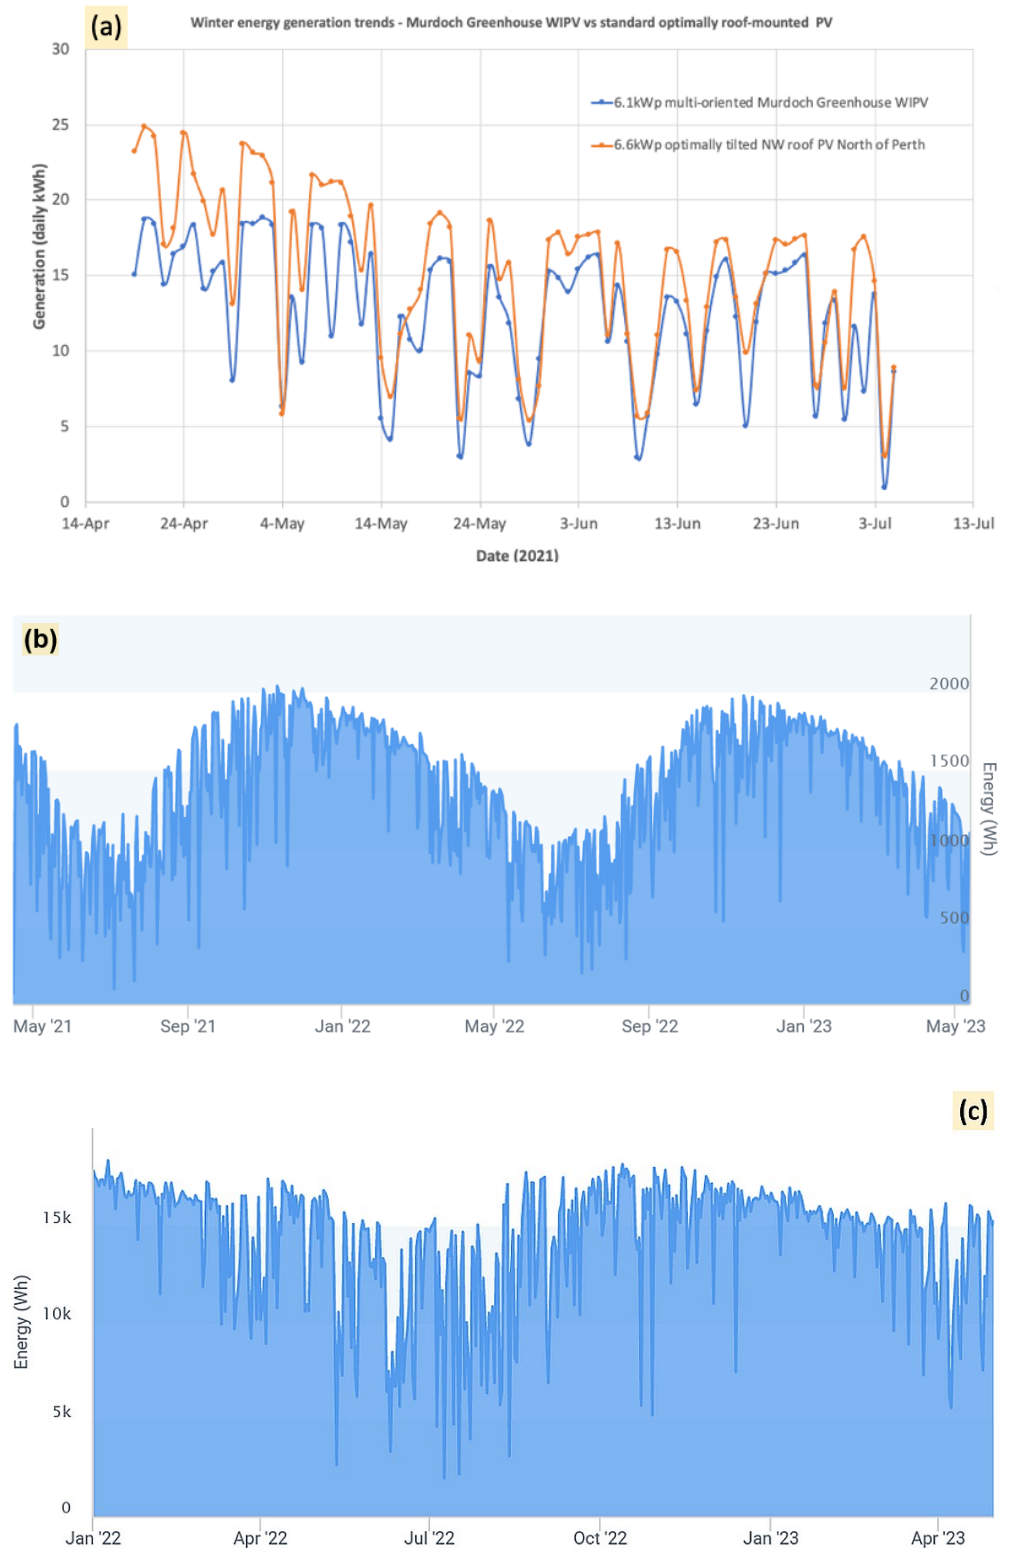 (a)
Winter energy generation trends - Murdoch Greenhouse WIPV vs standard optimally roof-mounted PV
30
25
20
15
10
5
0
Generation (daily kWh)
6.1kWp multi-oriented Murdoch Greenhouse WIPV
6.6kWp optimally tilted NW roof PV North of Perth
14-Apr 24-Apr 4-May 14-May 24-May 3-Jun 13-Jun 23-Jun 3-Jul 13-Jul
Date (2021)
(b)
2000
1500
1000
500
0
Energy (Wh)
May '21 Sep '21 Jan '22 May '22 Sep '22 Jan '23 May '23
(c)
15k
10k
5k
0
Energy (Wh)
Jan '22 Apr '22 Jul '22 Oct '22 Jan '23 Apr '23